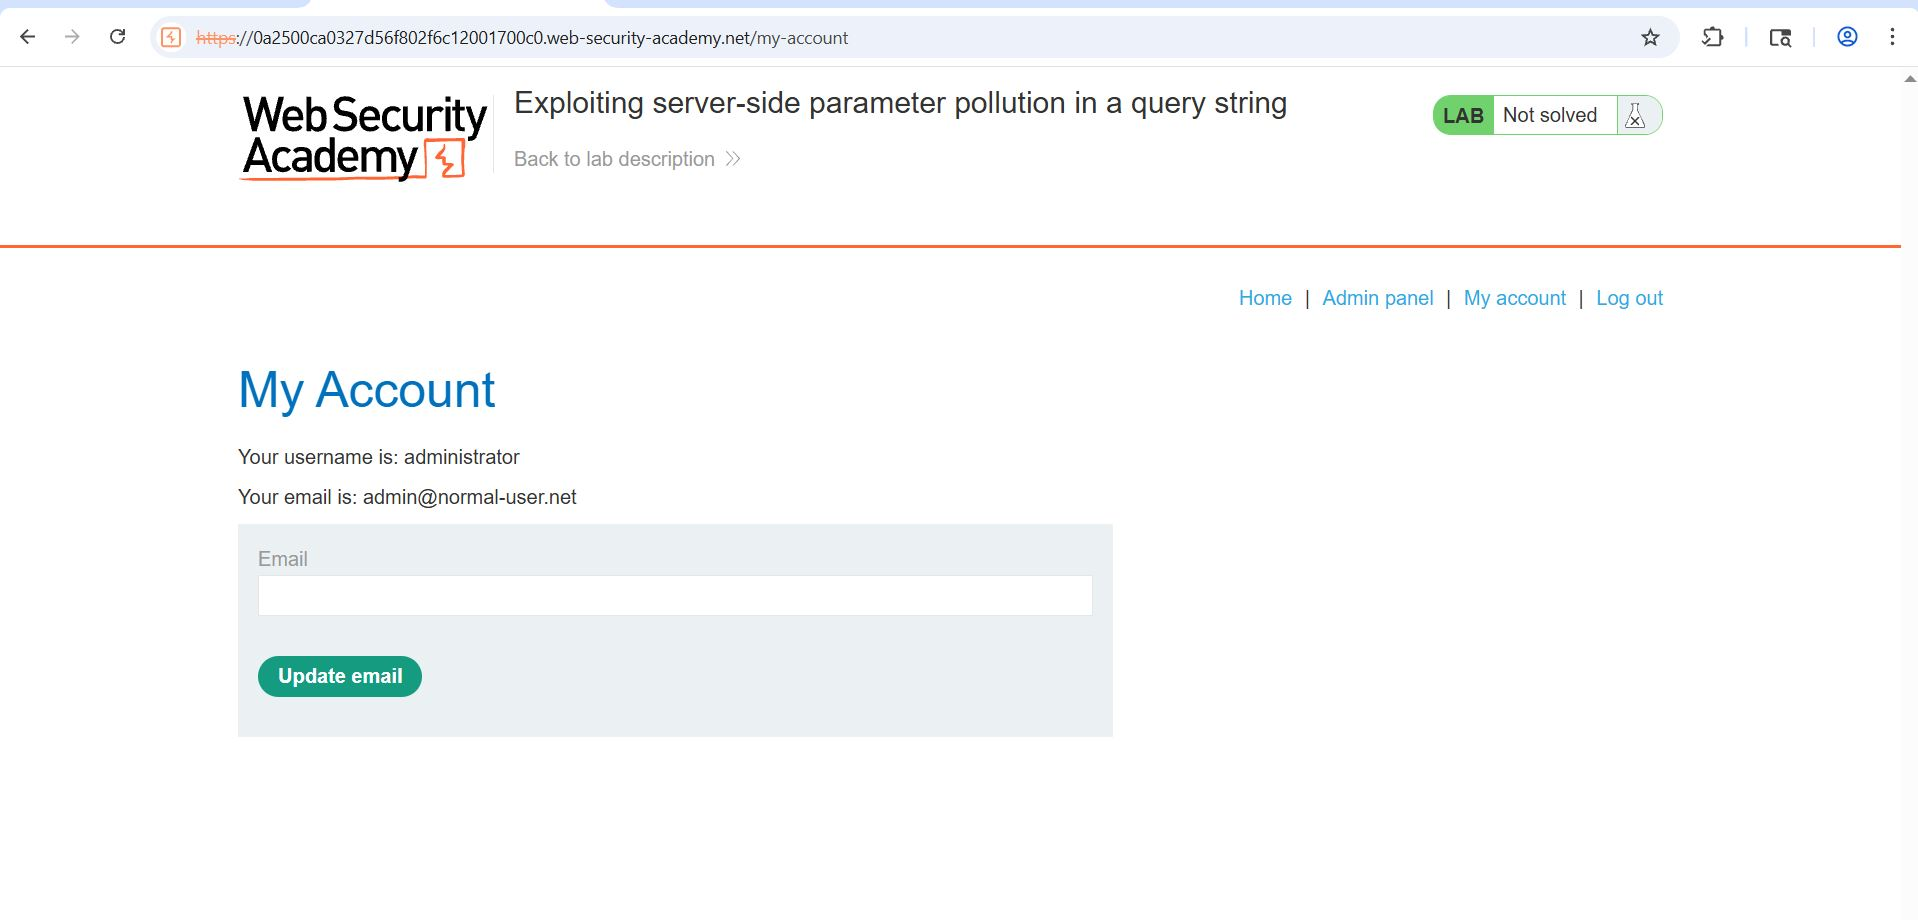 https://0a2500ca0327d56f802f6c12001700c0.web-security-academy.net/my-account
Web Security
Academy
Exploiting server-side parameter pollution in a query string
Back to lab description
LAB Not solved
Home | Admin panel | My account | Log out
My Account
Your username is: administrator
Your email is: admin@normal-user.net
Email
Update email